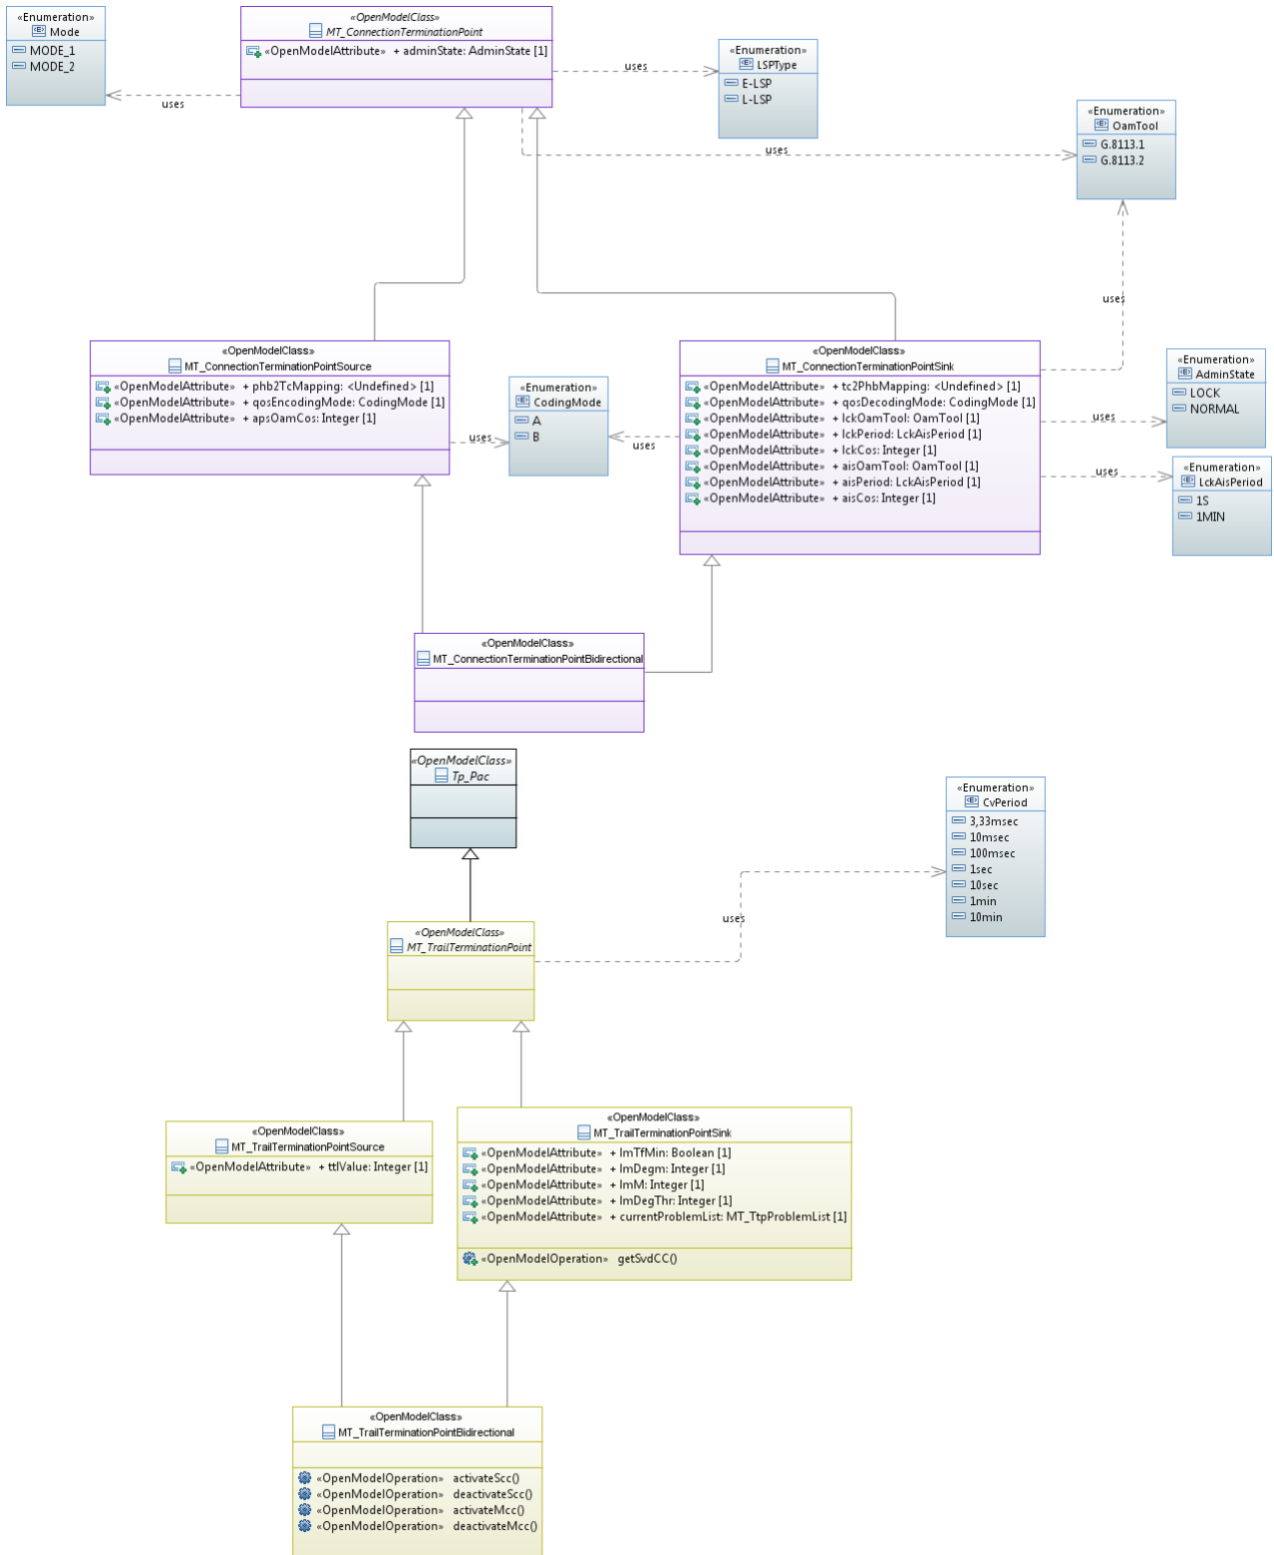 «Enumeration»
Mode
MODE_1
MODE_2
«OpenModelClass»
MT_ConnectionTerminationPoint
«OpenModelAttribute» + adminState: AdminState [1]
uses
uses
«Enumeration»
LSPType
E-LSP
L-LSP
uses
«Enumeration»
OamTool
G.8113.1
G.8113.2
uses
«OpenModelClass»
MT_ConnectionTerminationPointSource
«OpenModelAttribute» + phb2TcMapping: <Undefined> [1]
«OpenModelAttribute» + qosEncodingMode: CodingMode [1]
«OpenModelAttribute» + apsOamCos: Integer [1]
uses
«Enumeration»
CodingMode
A
B
uses
«OpenModelClass»
MT_ConnectionTerminationPointSink
«OpenModelAttribute» + tc2PhbMapping: <Undefined> [1]
«OpenModelAttribute» + qosDecodingMode: CodingMode [1]
«OpenModelAttribute» + lckOamTool: OamTool [1]
«OpenModelAttribute» + lckPeriod: LckAisPeriod [1]
«OpenModelAttribute» + lckCos: Integer [1]
«OpenModelAttribute» + aisOamTool: OamTool [1]
«OpenModelAttribute» + aisPeriod: LckAisPeriod [1]
«OpenModelAttribute» + aisCos: Integer [1]
uses
«Enumeration»
AdminState
LOCK
NORMAL
uses
«Enumeration»
LckAisPeriod
1S
1MIN
«OpenModelClass»
MT_ConnectionTerminationPointBidirectional
«OpenModelClass»
Tp_Pac
«Enumeration»
CvPeriod
3,33msec
10msec
100msec
1sec
10sec
1min
10min
uses
«OpenModelClass»
MT_TrailTerminationPoint
«OpenModelClass»
MT_TrailTerminationPointSource
«OpenModelAttribute» + ttlValue: Integer [1]
«OpenModelClass»
MT_TrailTerminationPointSink
«OpenModelAttribute» + lmTfMin: Boolean [1]
«OpenModelAttribute» + lmDegm: Integer [1]
«OpenModelAttribute» + lmM: Integer [1]
«OpenModelAttribute» + lmDegThr: Integer [1]
«OpenModelAttribute» + currentProblemList: MT_TtpProblemList [1]
«OpenModelOperation» getSvdCC()
«OpenModelClass»
MT_TrailTerminationPointBidirectional
«OpenModelOperation» activateScc()
«OpenModelOperation» deactivateScc()
«OpenModelOperation» activateMcc()
«OpenModelOperation» deactivateMcc()